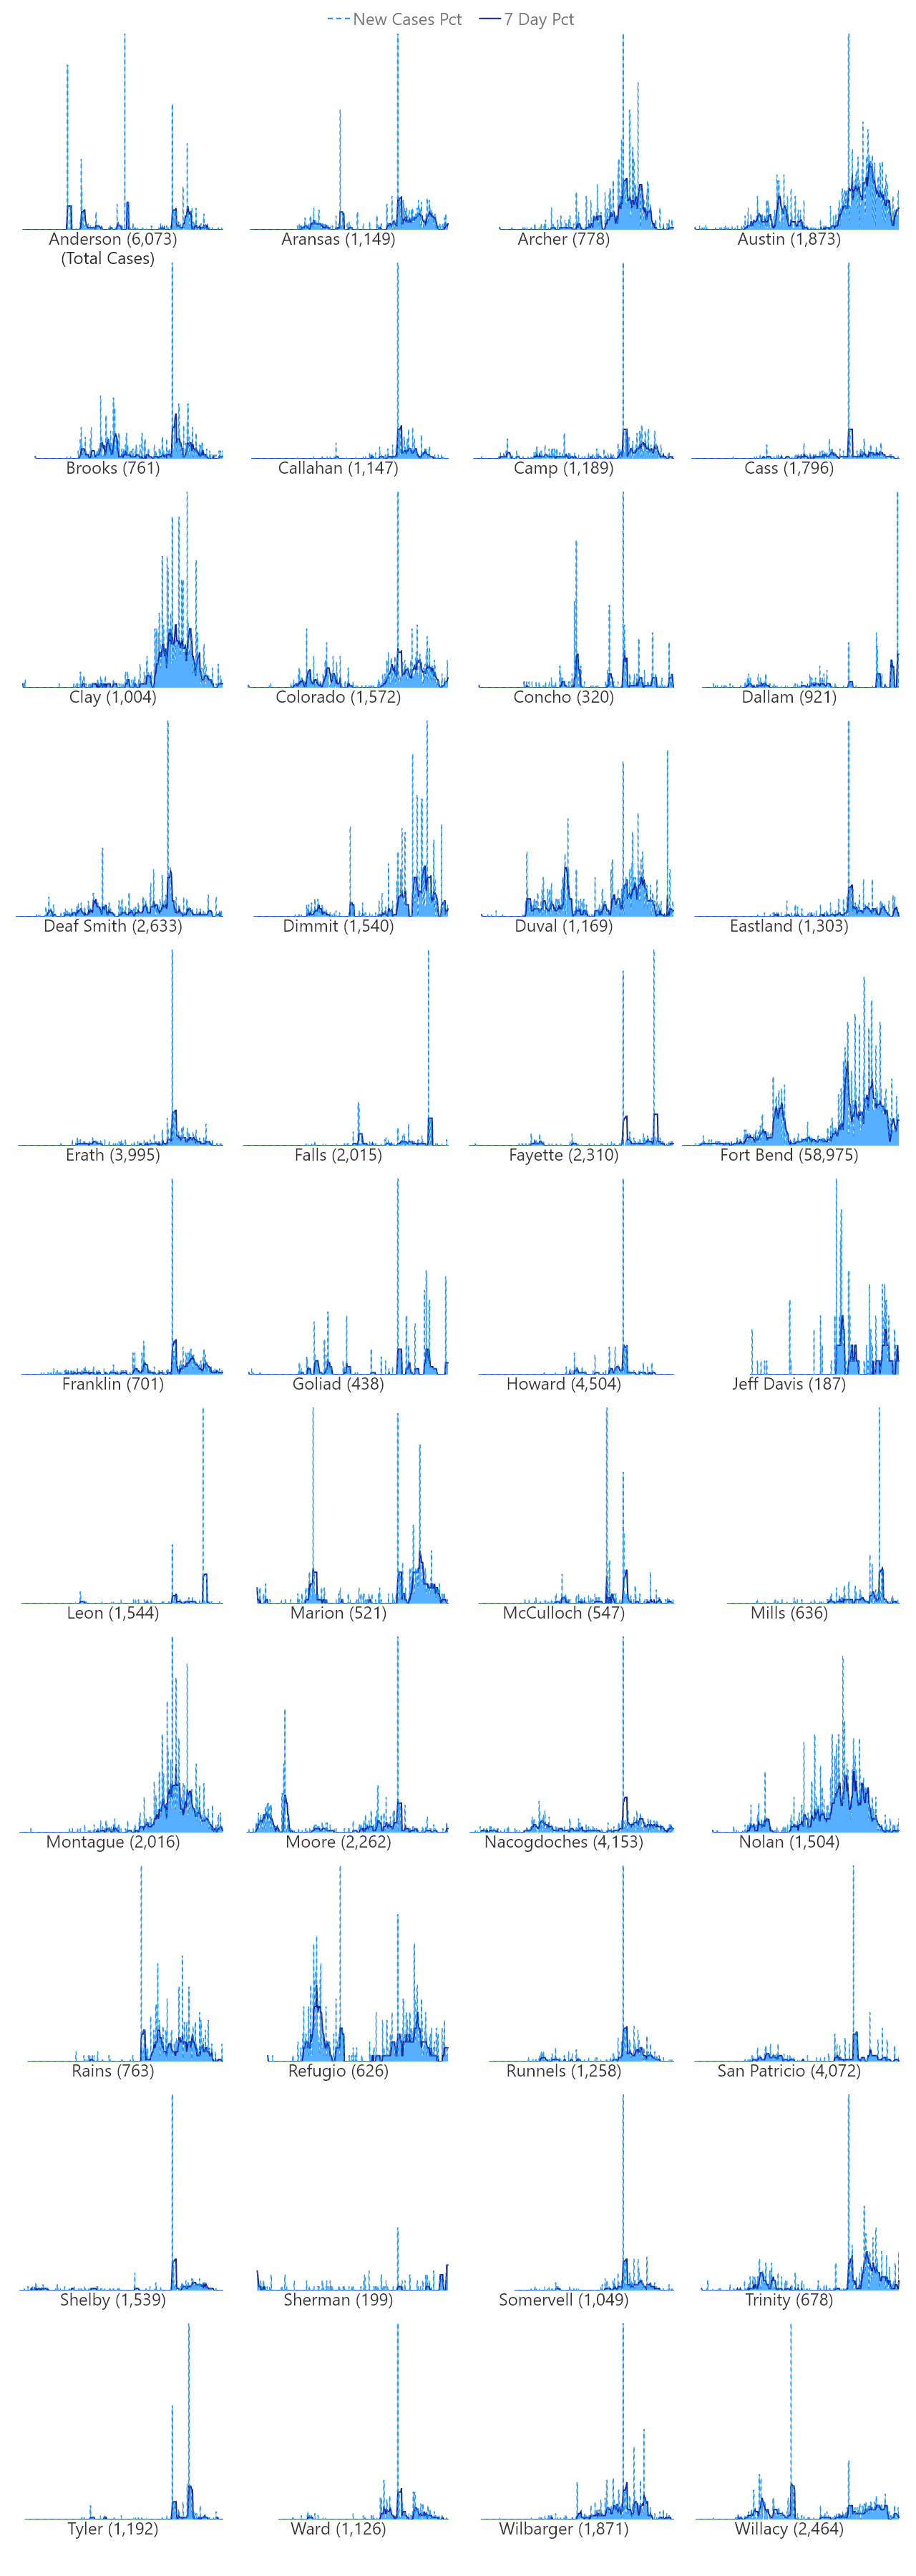 New Cases Pct 7 Day Pct
Anderson (6,073) Aransas (1,149) Archer (778) Austin (1,873)
(Total Cases)
Brooks (761) Callahan (1,147) Camp (1,189) Cass (1,796)
Clay (1,004) Colorado (1,572) Concho (320) Dallam (921)
Deaf Smith (2,633) Dimmit (1,540) Duval (1,169) Eastland (1,303)
Erath (3,995) Falls (2,015) Fayette (2,310) Fort Bend (58,975)
Franklin (701) Goliad (438) Howard (4,504) Jeff Davis (187)
Leon (1,544) Marion (521) McCulloch (547) Mills (636)
Montague (2,016) Moore (2,262) Nacogdoches (4,153) Nolan (1,504)
Rains (763) Refugio (626) Runnels (1,258) San Patricio (4,072)
Shelby (1,539) Sherman (199) Somervell (1,049) Trinity (678)
Tyler (1,192) Ward (1,126) Wilbarger (1,871) Willacy (2,464)